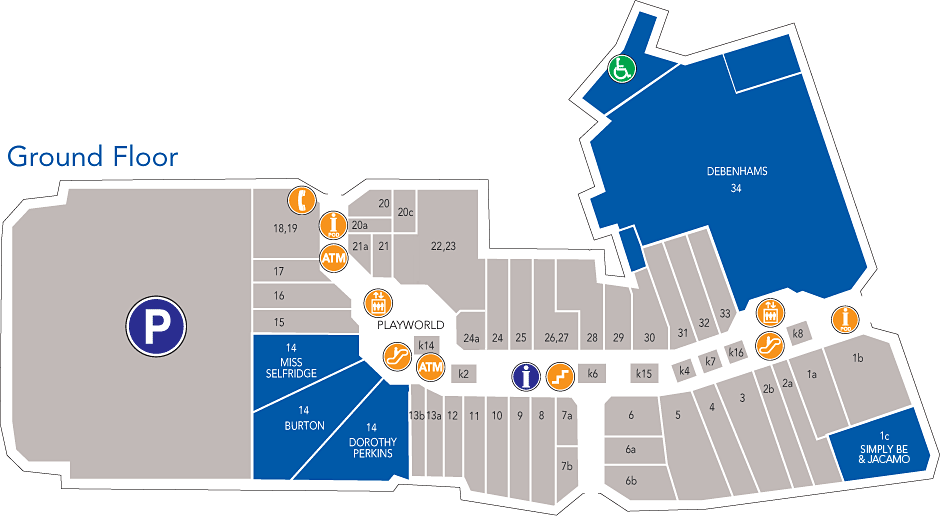 Ground Floor
DEBENHAMS
34
P
18,19
17
16
15
i
POD
ATM
20
20a
20c
21a
21
22,23
PLAYWORLD
k14
ATM
k2
24a
24
25
26,27
28
29
30
31
32
33
i
k6
k15
k4
k7
k16
k8
i
POD
14
MISS
SELFRIDGE
14
BURTON
14
DOROTHY
PERKINS
13b
13a
12
11
10
9
8
7a
7b
6
6a
6b
5
4
3
2b
2a
1a
1b
1c
SIMPLY BE
& JACAMO